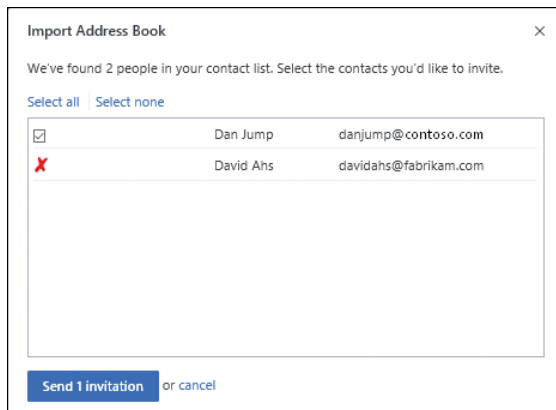 Import Address Book
We've found 2 people in your contact list. Select the contacts you'd like to invite.
Select all Select none
Dan Jump danjump@contoso.com
David Ahs davidahs@fabrikam.com
Send 1 invitation or cancel